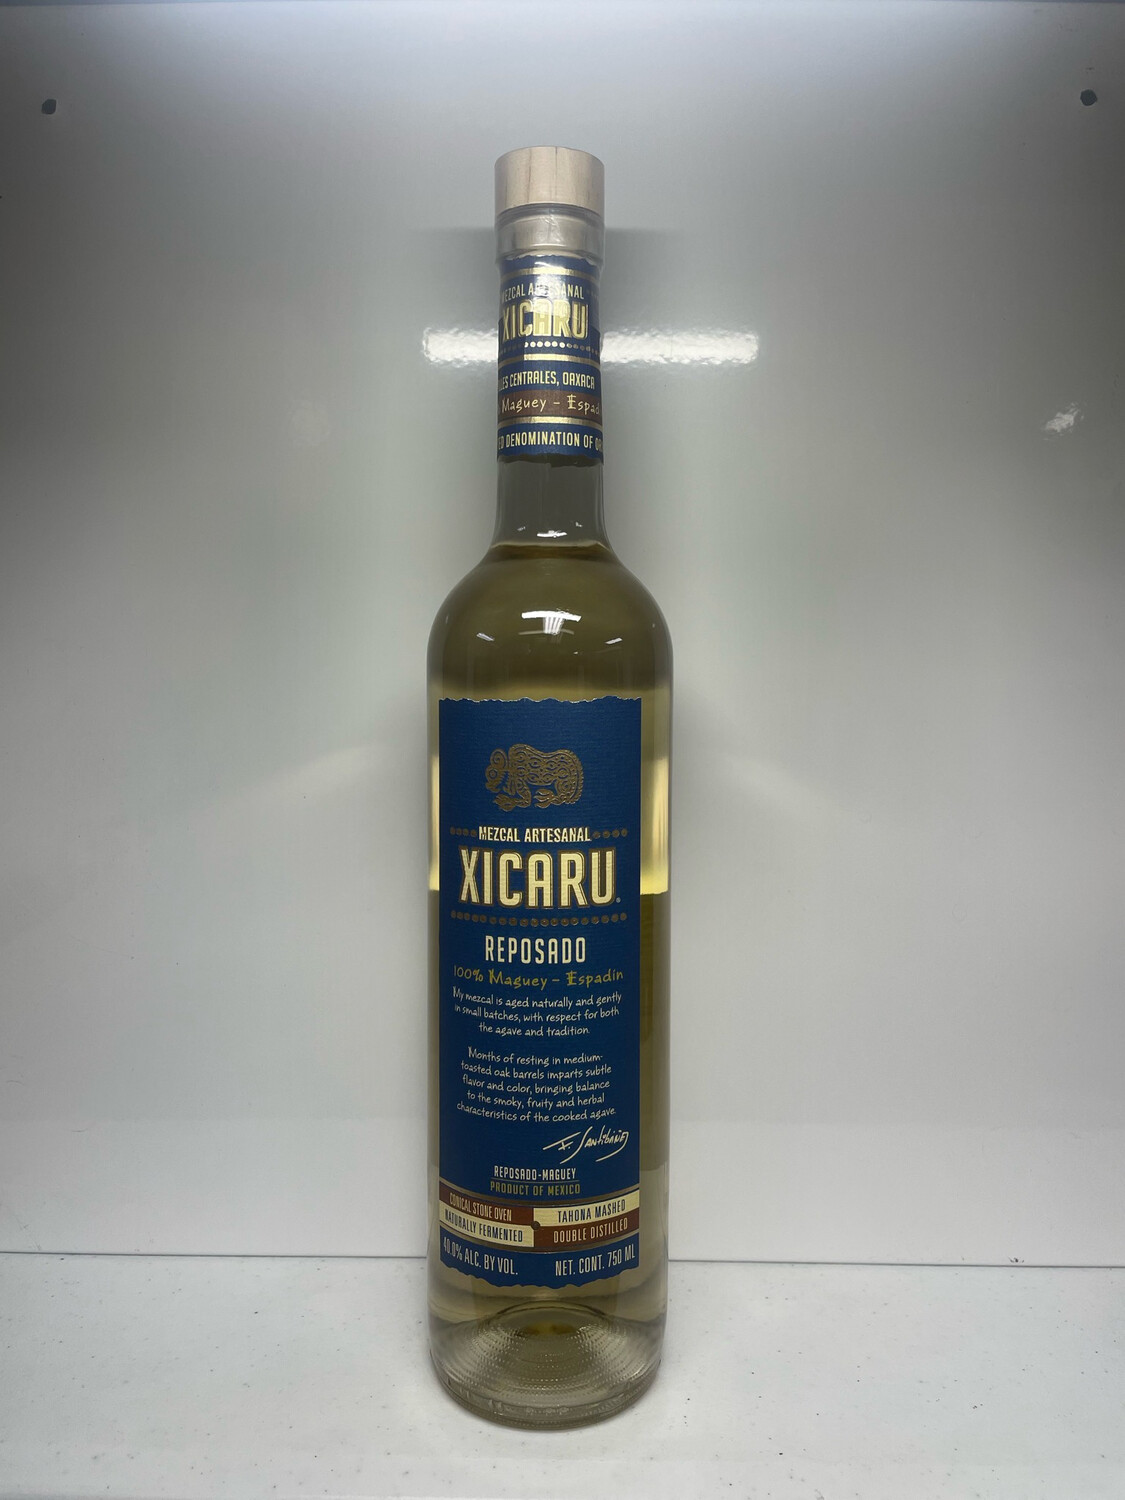 MEZCAL ARTESANAL
XICARU
CENTRALES, OAXACA
Maguey - Espad
DENOMINATION OF
MEZCAL ARTESANAL
XICARU.
REPOSADO
100% Maguey - Espadin
My mezcal is aged naturally and gently
in small batches, with respect for both
the agave and tradition.
Months of resting in medium-
toasted oak barrels imparts subtle
flavor and color, bringing balance
to the smoky, fruity and herbal
characteristics of the cooked agave.
REPOSADO-MAGUEY
PRODUCT OF MEXICO
CONICAL STONE OVEN
TAHONA MASHED
NATURALLY FERMENTED
DOUBLE DISTILLED
40.0% ALC. BY VOL.
NET. CONT. 750 ML